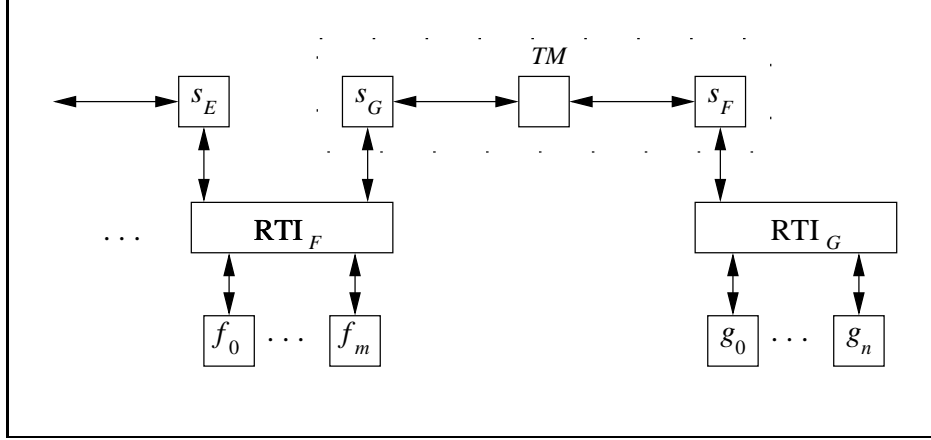 TM
s_E s_G s_F
. . . RTI_F RTI_G
f_0 . . . f_m g_0 . . . g_n